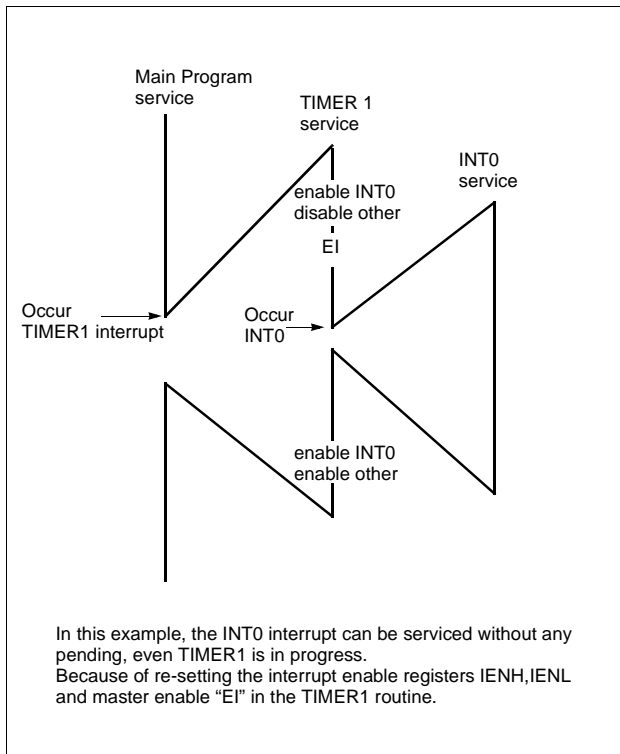 Main Program
service
TIMER 1
service
INT0
service
enable INT0
disable other
EI
Occur
TIMER1 interrupt
Occur
INT0
enable INT0
enable other
In this example, the INT0 interrupt can be serviced without any
pending, even TIMER1 is in progress.
Because of re-setting the interrupt enable registers IENH,IENL
and master enable “EI” in the TIMER1 routine.